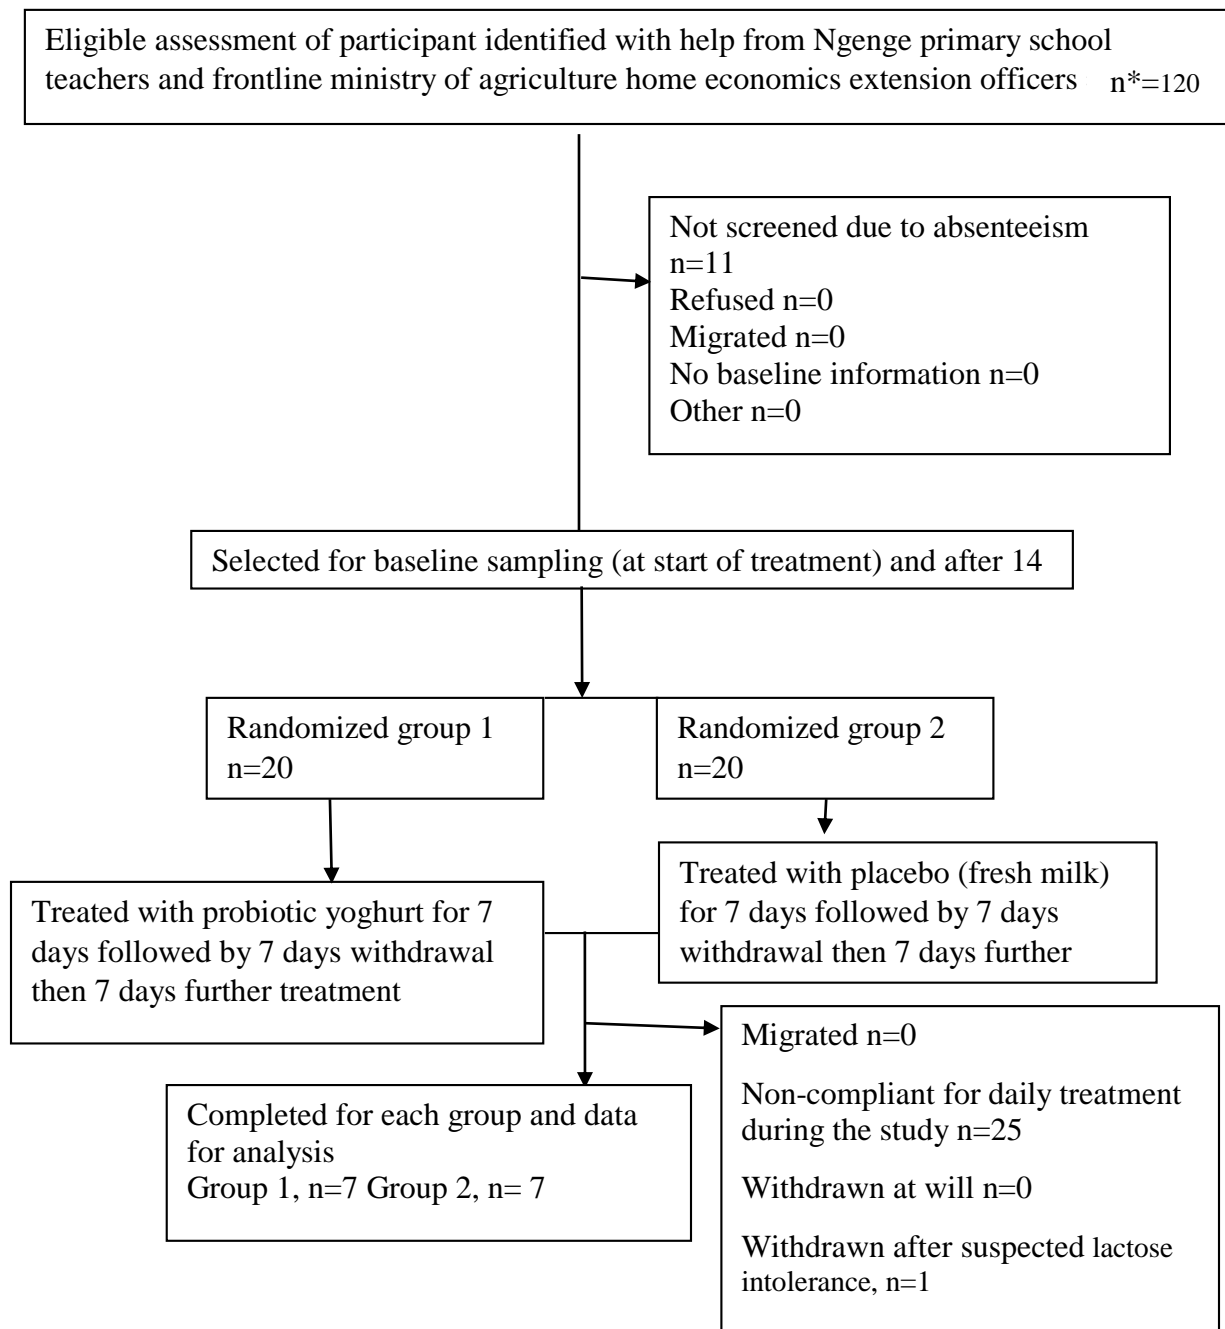 Eligible assessment of participant identified with help from Ngenge primary school
teachers and frontline ministry of agriculture home economics extension officers n*=120
Not screened due to absenteeism
n=11
Refused n=0
Migrated n=0
No baseline information n=0
Other n=0
Selected for baseline sampling (at start of treatment) and after 14
Randomized group 1
n=20
Randomized group 2
n=20
Treated with probiotic yoghurt for 7
days followed by 7 days withdrawal
then 7 days further treatment
Treated with placebo (fresh milk)
for 7 days followed by 7 days
withdrawal then 7 days further
Completed for each group and data
for analysis
Group 1, n=7 Group 2, n= 7
Migrated n=0
Non-compliant for daily treatment
during the study n=25
Withdrawn at will n=0
Withdrawn after suspected lactose
intolerance, n=1